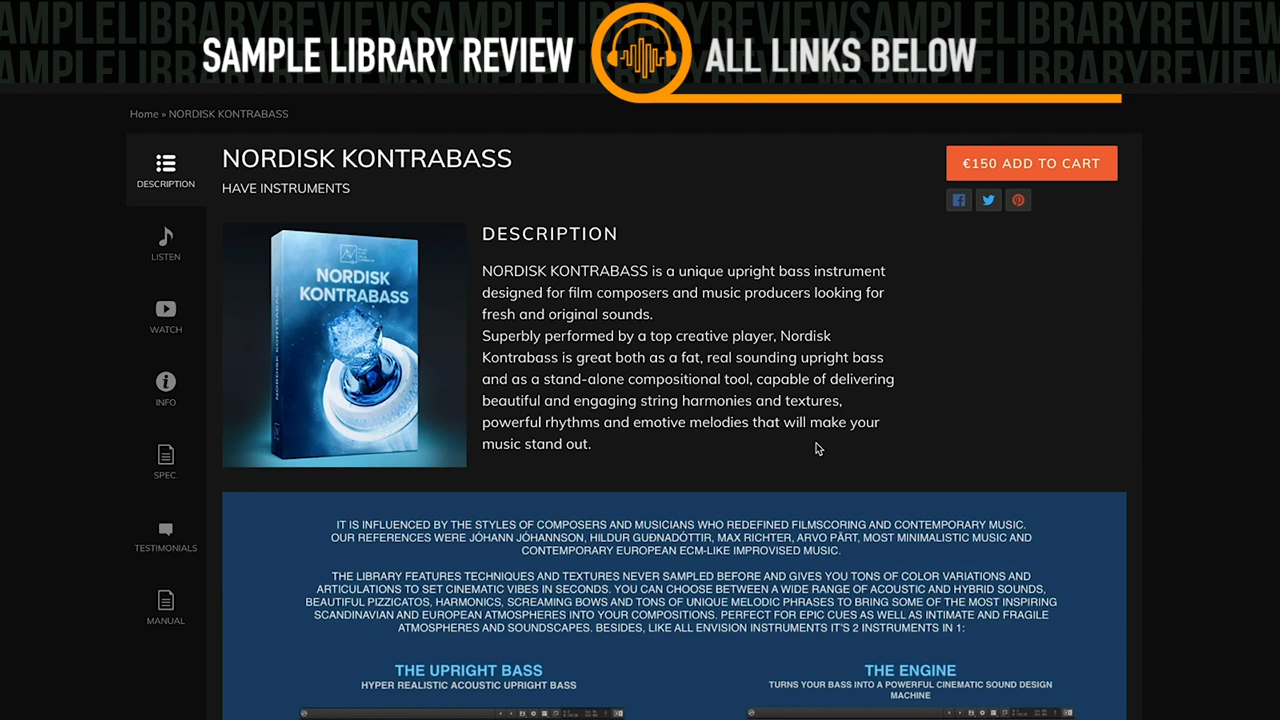 SAMPLE LIBRARY REVIEW
ALL LINKS BELOW
Home » NORDISK KONTRABASS
DESCRIPTION
LISTEN
WATCH
INFO
SPEC.
TESTIMONIALS
MANUAL
NORDISK KONTRABASS
HAVE INSTRUMENTS
€150 ADD TO CART
NORDISK
KONTRABASS
DESCRIPTION
NORDISK KONTRABASS is a unique upright bass instrument
designed for film composers and music producers looking for
fresh and original sounds.
Superbly performed by a top creative player, Nordisk
Kontrabass is great both as a fat, real sounding upright bass
and as a stand-alone compositional tool, capable of delivering
beautiful and engaging string harmonies and textures,
powerful rhythms and emotive melodies that will make your
music stand out.
IT IS INFLUENCED BY THE STYLES OF COMPOSERS AND MUSICIANS WHO REDEFINED FILMSCORING AND CONTEMPORARY MUSIC.
OUR REFERENCES WERE JÓHANN JÓHANNSON, HILDUR GUÐNADÓTTIR, MAX RICHTER, ARVO PÄRT, MOST MINIMALISTIC MUSIC AND
CONTEMPORARY EUROPEAN ECM-LIKE IMPROVISED MUSIC.
THE LIBRARY FEATURES TECHNIQUES AND TEXTURES NEVER SAMPLED BEFORE AND GIVES YOU TONS OF COLOR VARIATIONS AND
ARTICULATIONS TO SET CINEMATIC VIBES IN SECONDS. YOU CAN CHOOSE BETWEEN A WIDE RANGE OF ACOUSTIC AND HYBRID SOUNDS,
BEAUTIFUL PIZZICATOS, HARMONICS, SCREAMING BOWS AND TONS OF UNIQUE MELODIC PHRASES TO BRING SOME OF THE MOST INSPIRING
SCANDINAVIAN AND EUROPEAN ATMOSPHERES INTO YOUR COMPOSITIONS. PERFECT FOR EPIC CUES AS WELL AS INTIMATE AND FRAGILE
ATMOSPHERES AND SOUNDSCAPES. BESIDES, LIKE ALL ENVISION INSTRUMENTS IT'S 2 INSTRUMENTS IN 1:
THE UPRIGHT BASS
HYPER REALISTIC ACOUSTIC UPRIGHT BASS
THE ENGINE
TURNS YOUR BASS INTO A POWERFUL CINEMATIC SOUND DESIGN
MACHINE